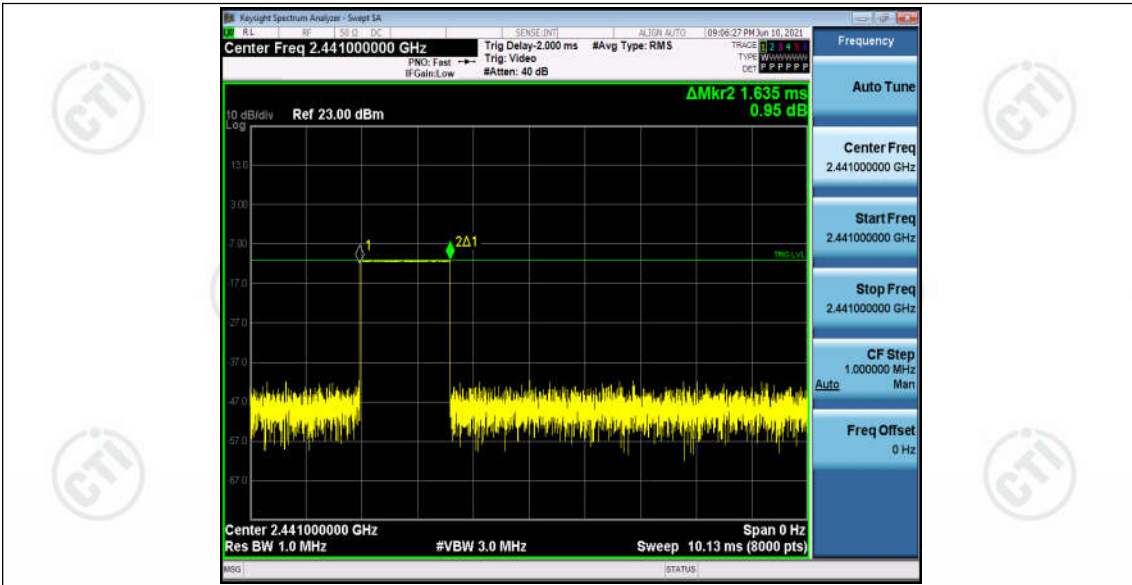 Keysight Spectrum Analyzer - Swept SA
RL RF 50 Ω DC SENSE:INT ALIGN AUTO 09:06:27 PM Jun 10, 2021
Center Freq 2.441000000 GHz
PNO: Fast
IFGain:Low
Trig Delay-2.000 ms
Trig: Video
#Atten: 40 dB
#Avg Type: RMS
TRACE 1 2 3 4 5 6
TYPE WWWWWW
DET P P P P P P
ΔMkr2 1.635 ms
0.95 dB
10 dB/div Ref 23.00 dBm
Log
13.0
3.00
-7.00
-17.0
-27.0
-37.0
-47.0
-57.0
-67.0
1
2Δ1
TRIG LVL
Center 2.441000000 GHz Span 0 Hz
Res BW 1.0 MHz #VBW 3.0 MHz Sweep 10.13 ms (8000 pts)
MSG STATUS
Frequency
Auto Tune
Center Freq
2.441000000 GHz
Start Freq
2.441000000 GHz
Stop Freq
2.441000000 GHz
CF Step
1.000000 MHz
Auto Man
Freq Offset
0 Hz
CTI
CTI
CTI
CTI